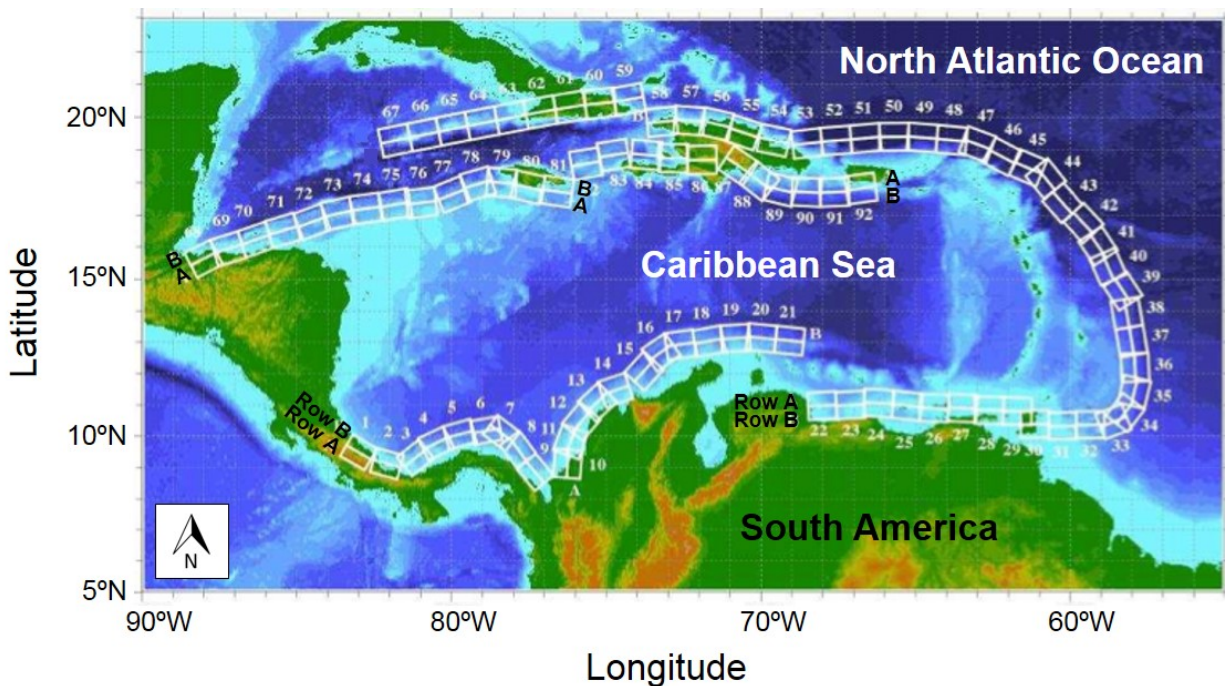 North Atlantic Ocean
20ºN
15ºN
10ºN
5ºN
Latitude
90ºW
80ºW
70ºW
60ºW
Longitude
Caribbean Sea
South America
N
67 66 65 64 63 62 61 60 59
58 57 56 55 54 53 52 51 50 49 48 47 46 45 44 43 42 41 40 39 38 37 36 35 34 33
B
69 70 71 72 73 74 75 76 77 78 79 80 81
B
A
B
A
83 84 85 86 87 88 89 90 91 92
A
B
Row B
Row A
1 2 3 4 5 6 7 8 9
10 11 12 13 14 15 16 17 18 19 20 21
A
B
Row A
Row B
22 23 24 25 26 27 28 29 30 31 32